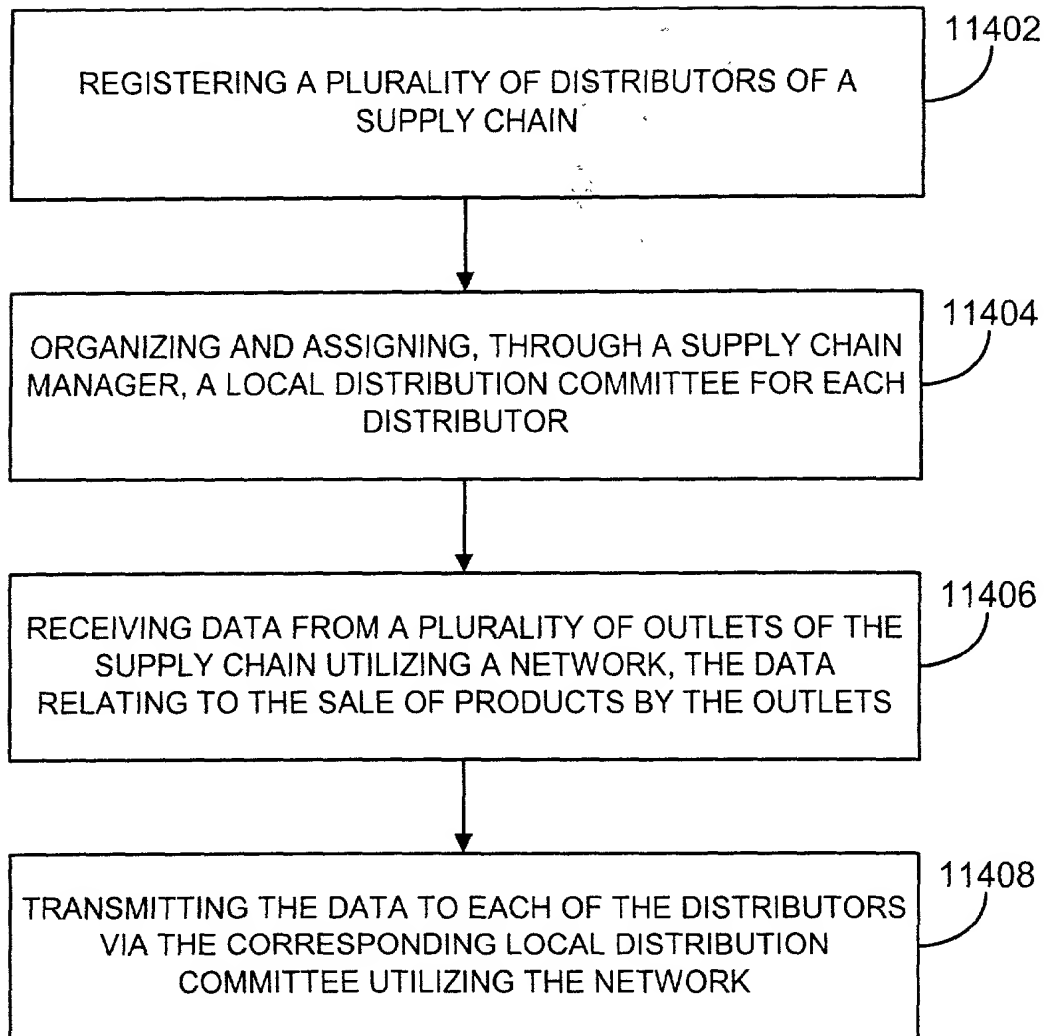 11402
REGISTERING A PLURALITY OF DISTRIBUTORS OF A
SUPPLY CHAIN
11404
ORGANIZING AND ASSIGNING, THROUGH A SUPPLY CHAIN
MANAGER, A LOCAL DISTRIBUTION COMMITTEE FOR EACH
DISTRIBUTOR
11406
RECEIVING DATA FROM A PLURALITY OF OUTLETS OF THE
SUPPLY CHAIN UTILIZING A NETWORK, THE DATA
RELATING TO THE SALE OF PRODUCTS BY THE OUTLETS
11408
TRANSMITTING THE DATA TO EACH OF THE DISTRIBUTORS
VIA THE CORRESPONDING LOCAL DISTRIBUTION
COMMITTEE UTILIZING THE NETWORK